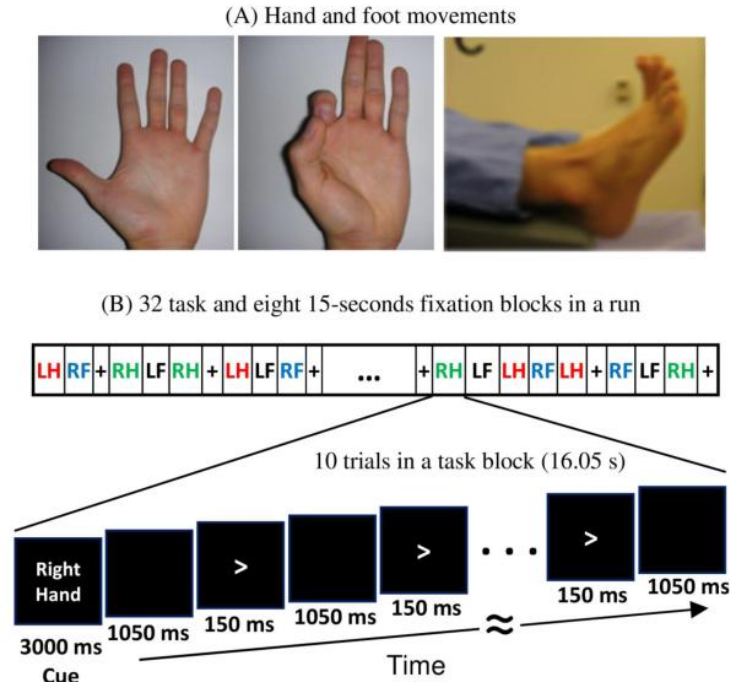 (A) Hand and foot movements
C
(B) 32 task and eight 15-seconds fixation blocks in a run
LH RF + RH LF RH + LH LF RF + ... + RH LF LH RF LH + RF LF RH +
10 trials in a task block (16.05 s)
Right
Hand
> > >
3000 ms 1050 ms 150 ms 1050 ms 150 ms 150 ms 1050 ms
Cue
≈
Time